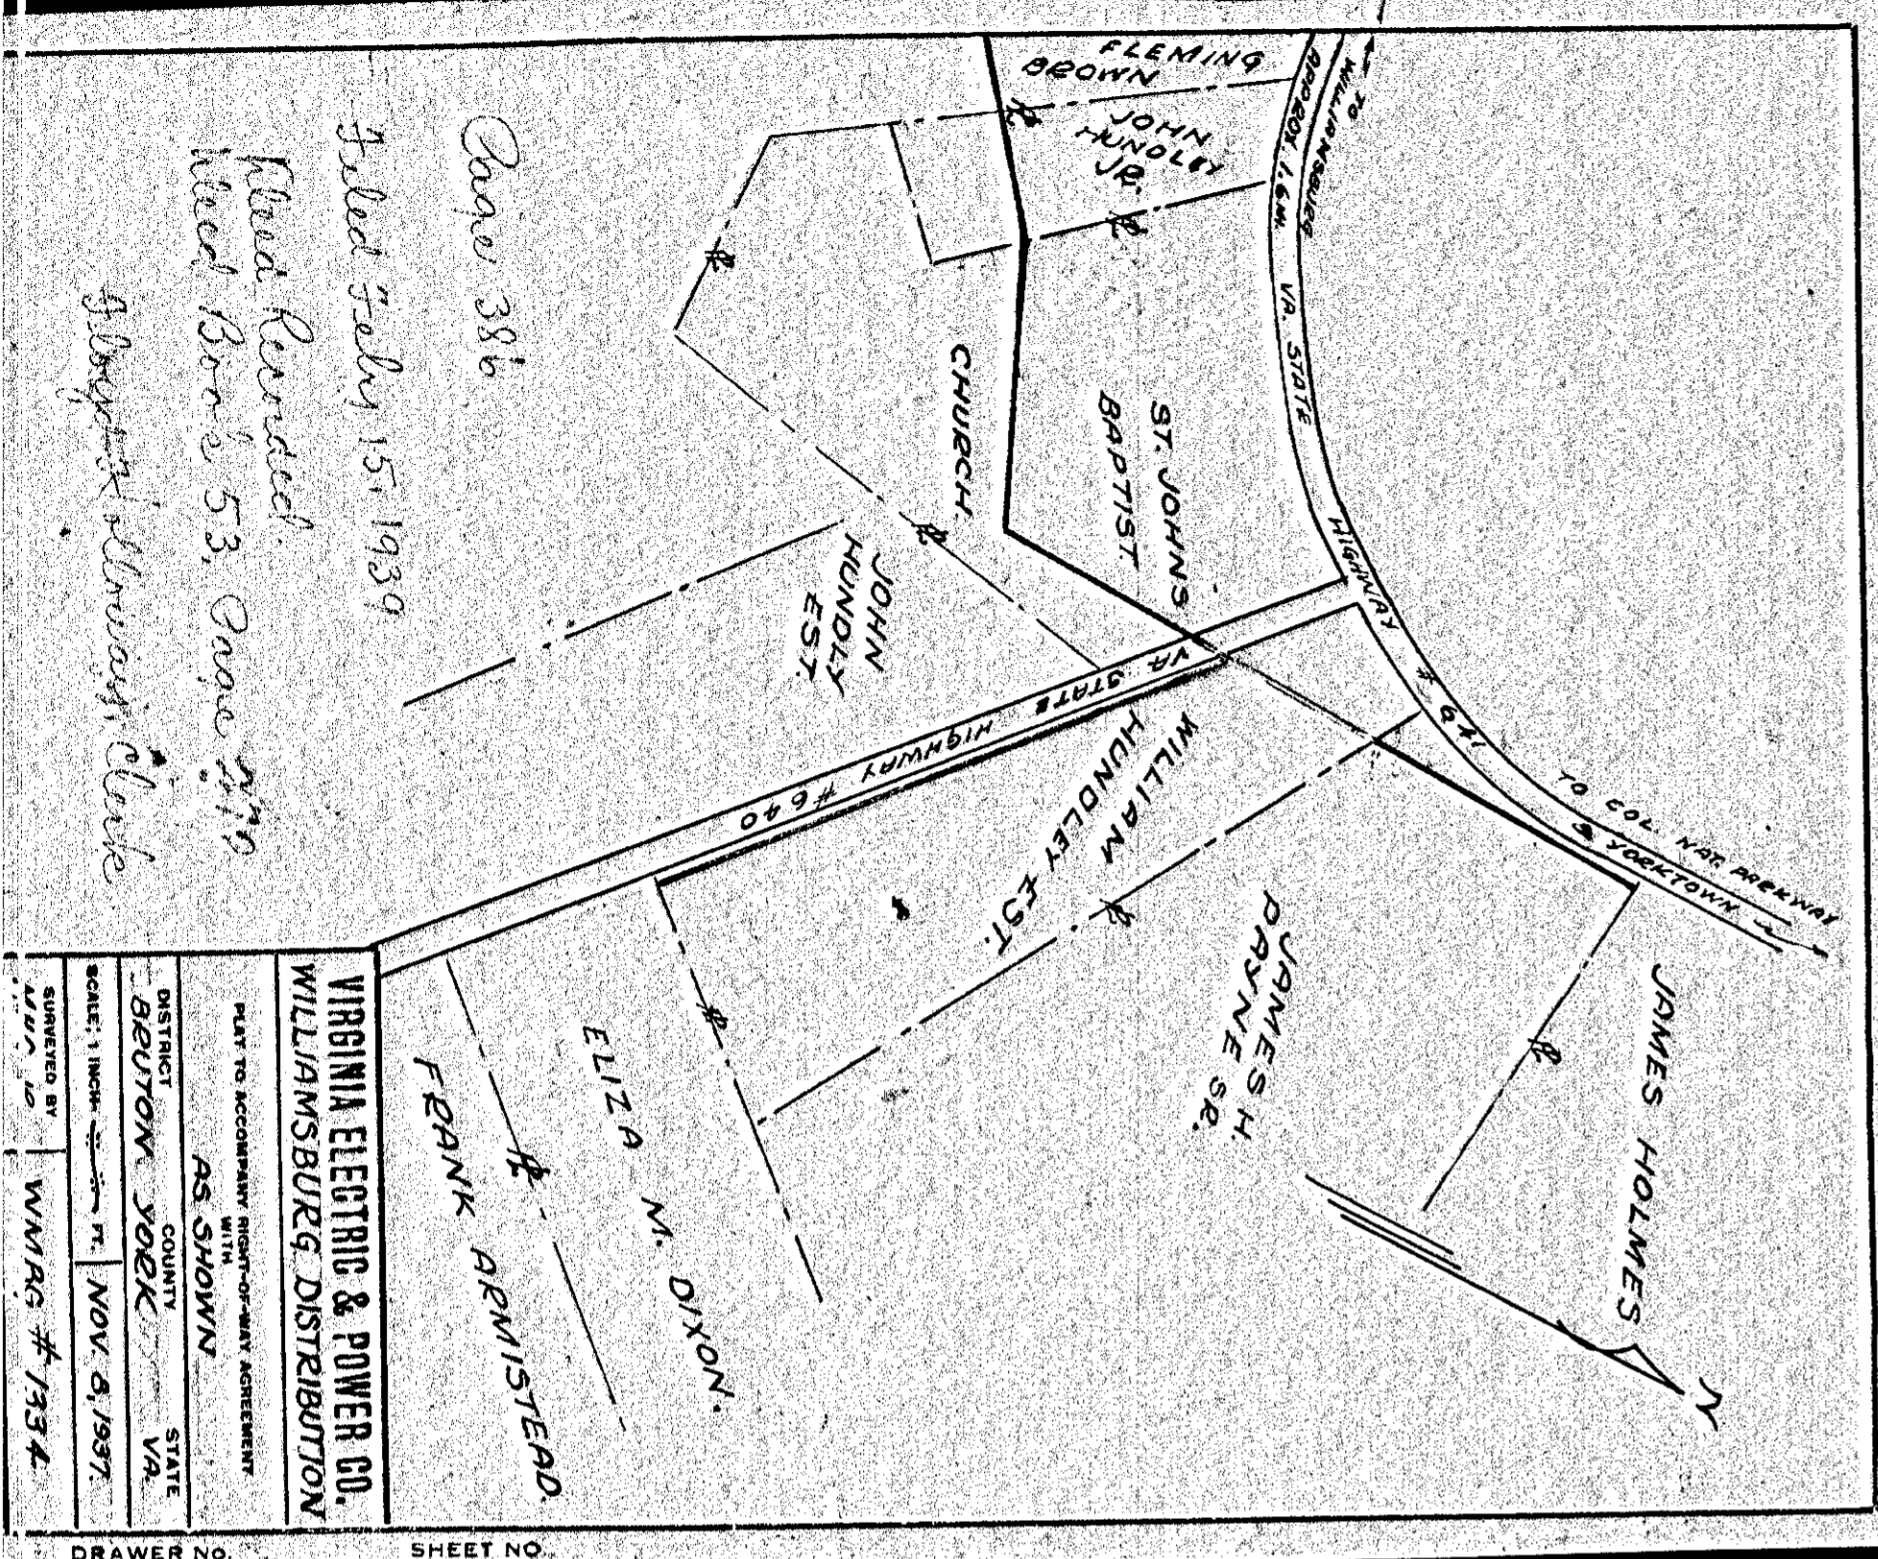 ← TO WILLIAMSBURG
APPROX. 1.6 MI.
VA. STATE HIGHWAY # 641
TO COL. NAT. PARKWAY
& YORKTOWN
FLEMING
BROWN
JOHN
HUNDLEY
JR.
ST. JOHNS
BAPTIST
CHURCH.
JAMES HOLMES
N
JAMES H.
PAYNE SR.
WILLIAM
HUNDLEY EST.
VA STATE HIGHWAY #640
JOHN
HUNDLY
EST.
ELIZA M. DIXON.
FRANK ARMISTEAD.
Page 386
Filed Feby 15, 1939
Deed Recorded.
Deed Book 53, Page
Clerk
VIRGINIA ELECTRIC & POWER CO.
WILLIAMSBURG DISTRIBUTION
PLAT TO ACCOMPANY RIGHT-OF-WAY AGREEMENT
WITH
AS SHOWN
DISTRICT COUNTY STATE
BRUTON YORK VA.
SCALE: 1 INCH= FT. NOV. 8, 1937.
SURVEYED BY
WMBG # 1334
DRAWER NO. SHEET NO.